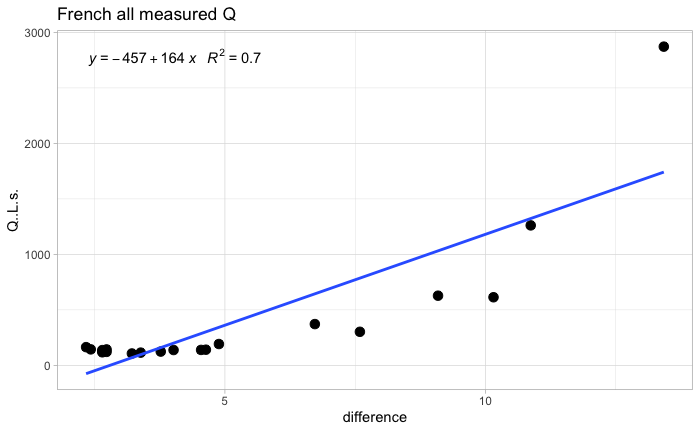 French all measured Q
y = −457 + 164 x R² = 0.7
3000
2000
1000
0
Q..L.s.
5
10
difference